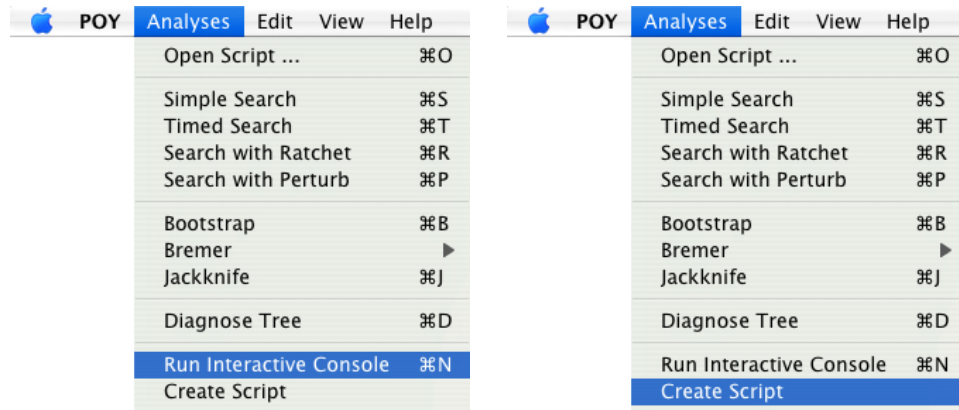 POY Analyses Edit View Help
Open Script ... ⌘O
Simple Search ⌘S
Timed Search ⌘T
Search with Ratchet ⌘R
Search with Perturb ⌘P
Bootstrap ⌘B
Bremer
Jackknife ⌘J
Diagnose Tree ⌘D
Run Interactive Console ⌘N
Create Script
POY Analyses Edit View Help
Open Script ... ⌘O
Simple Search ⌘S
Timed Search ⌘T
Search with Ratchet ⌘R
Search with Perturb ⌘P
Bootstrap ⌘B
Bremer
Jackknife ⌘J
Diagnose Tree ⌘D
Run Interactive Console ⌘N
Create Script